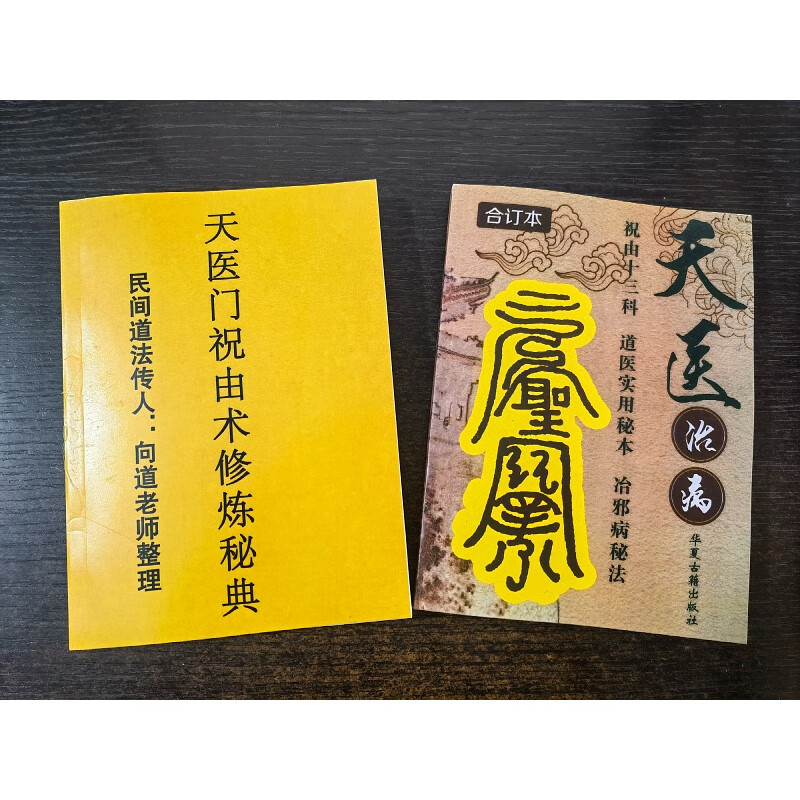 天医门祝由术修炼秘典
民间道法传人：向道老师整理
合订本
天医
治病
祝由十三科 道医实用秘本 冶邪病秘法
华夏古籍出版社